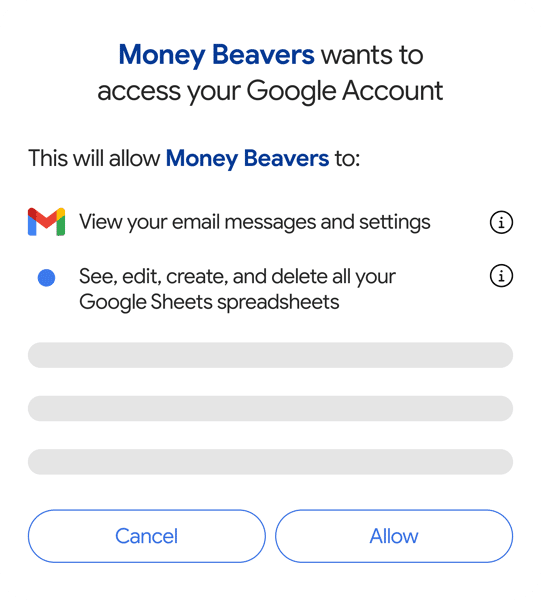 Money Beavers wants to
access your Google Account
This will allow Money Beavers to:
View your email messages and settings
See, edit, create, and delete all your
Google Sheets spreadsheets
Cancel
Allow